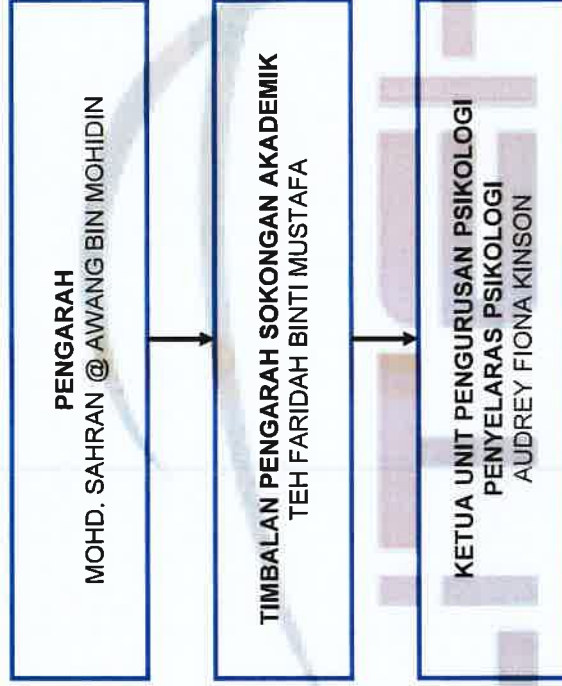 PENGARAH
MOHD. SAHRAN @ AWANG BIN MOHIDIN
TIMBALAN PENGARAH SOKONGAN AKADEMIK
TEH FARIDAH BINTI MUSTAFA
KETUA UNIT PENGURUSAN PSIKOLOGI
PENYELARAS PSIKOLOGI
AUDREY FIONA KINSON